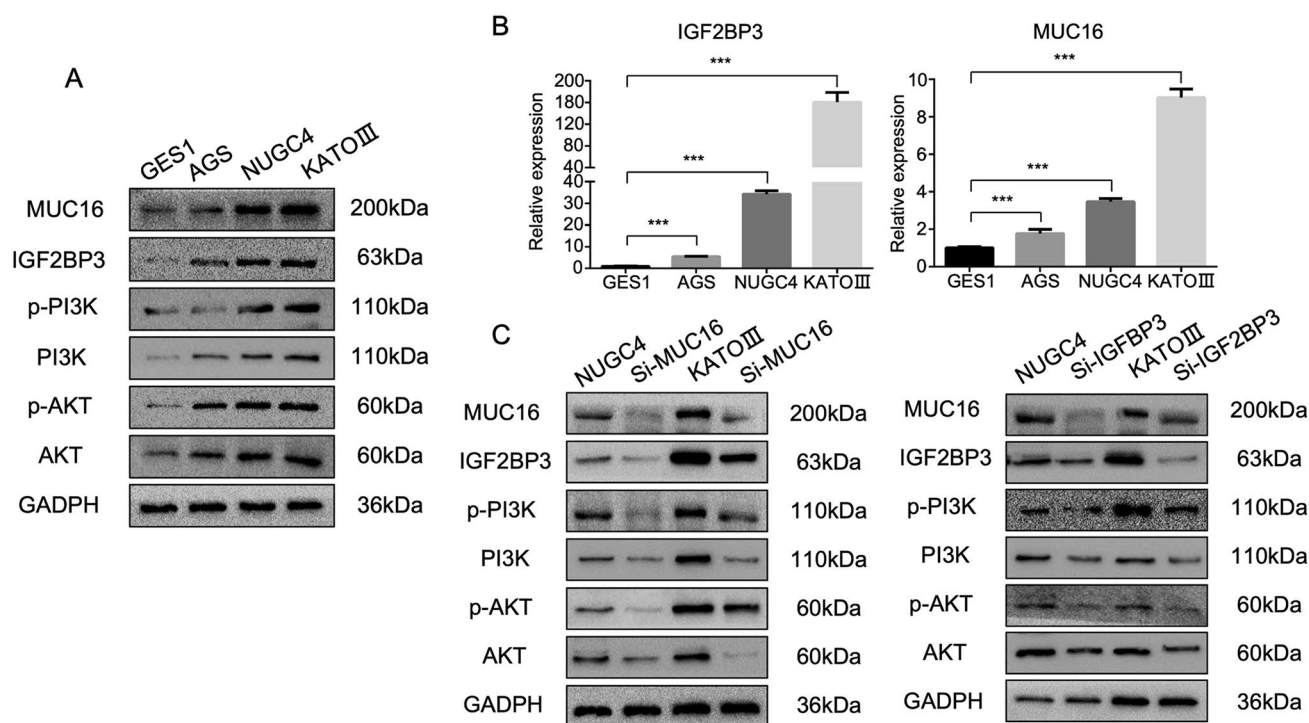 A
GES1 AGS NUGC4 KATOⅢ
MUC16 200kDa
IGF2BP3 63kDa
p-PI3K 110kDa
PI3K 110kDa
p-AKT 60kDa
AKT 60kDa
GADPH 36kDa
B
IGF2BP3
Relative expression
200
180
160
140
120
40
40
30
20
10
0
***
***
***
GES1 AGS NUGC4 KATOⅢ
MUC16
Relative expression
10
8
6
4
2
0
***
***
***
GES1 AGS NUGC4 KATOⅢ
C
NUGC4 Si-MUC16 KATOⅢ Si-MUC16
MUC16 200kDa
IGF2BP3 63kDa
p-PI3K 110kDa
PI3K 110kDa
p-AKT 60kDa
AKT 60kDa
GADPH 36kDa
NUGC4 Si-IGFBP3 KATOⅢ Si-IGF2BP3
MUC16 200kDa
IGF2BP3 63kDa
p-PI3K 110kDa
PI3K 110kDa
p-AKT 60kDa
AKT 60kDa
GADPH 36kDa